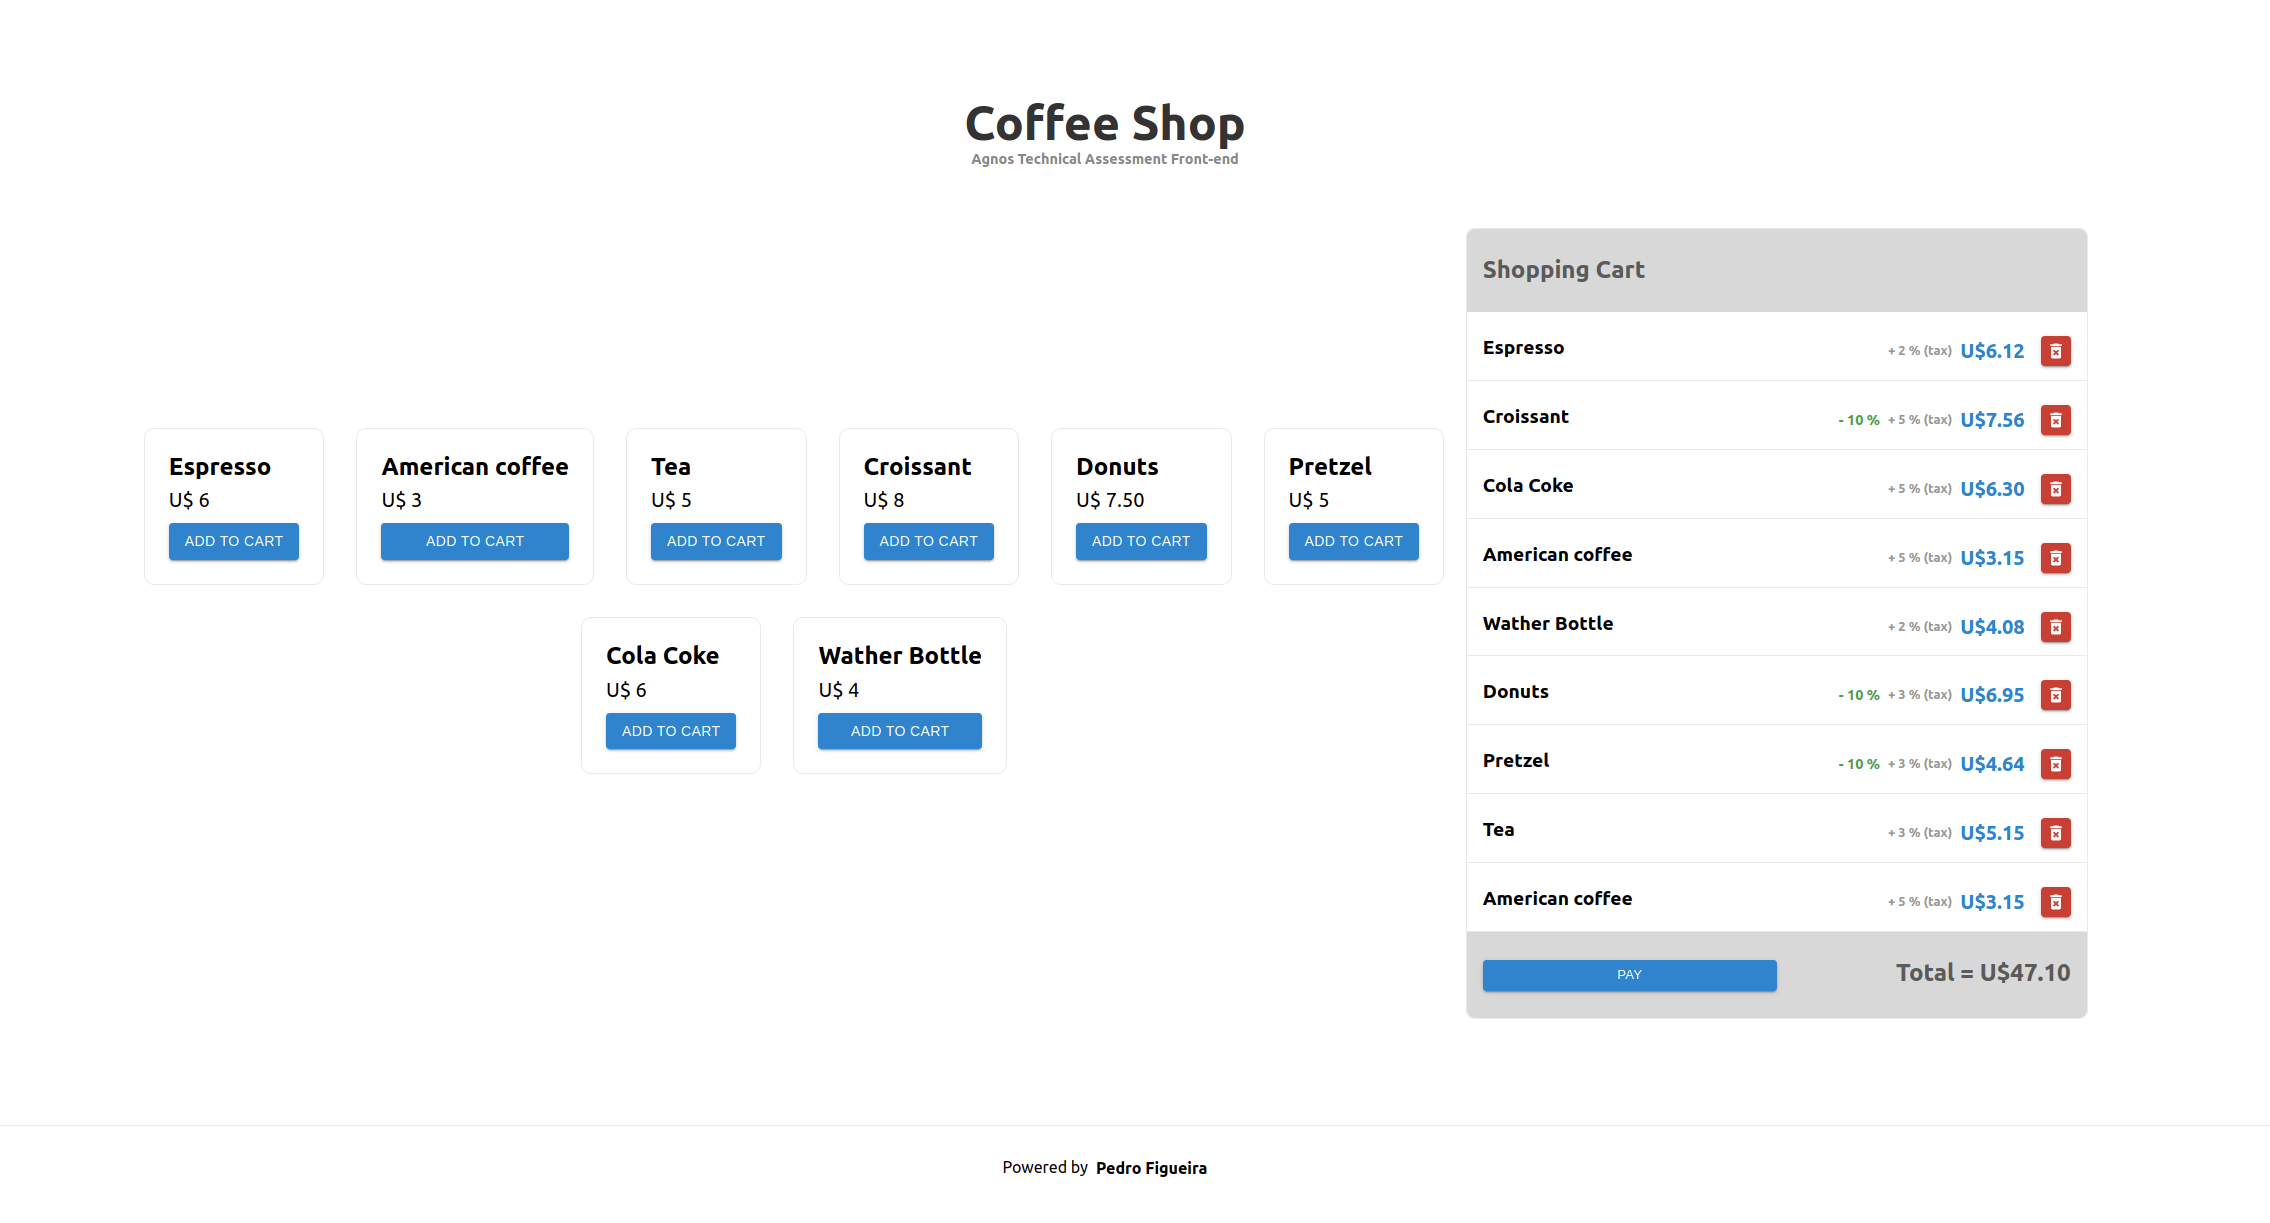 Coffee Shop
Agnos Technical Assessment Front-end
Espresso
U$ 6
ADD TO CART
American coffee
U$ 3
ADD TO CART
Tea
U$ 5
ADD TO CART
Croissant
U$ 8
ADD TO CART
Donuts
U$ 7.50
ADD TO CART
Pretzel
U$ 5
ADD TO CART
Cola Coke
U$ 6
ADD TO CART
Wather Bottle
U$ 4
ADD TO CART
Shopping Cart
Espresso + 2 % (tax) U$6.12
Croissant - 10 % + 5 % (tax) U$7.56
Cola Coke + 5 % (tax) U$6.30
American coffee + 5 % (tax) U$3.15
Wather Bottle + 2 % (tax) U$4.08
Donuts - 10 % + 3 % (tax) U$6.95
Pretzel - 10 % + 3 % (tax) U$4.64
Tea + 3 % (tax) U$5.15
American coffee + 5 % (tax) U$3.15
PAY Total = U$47.10
Powered by Pedro Figueira